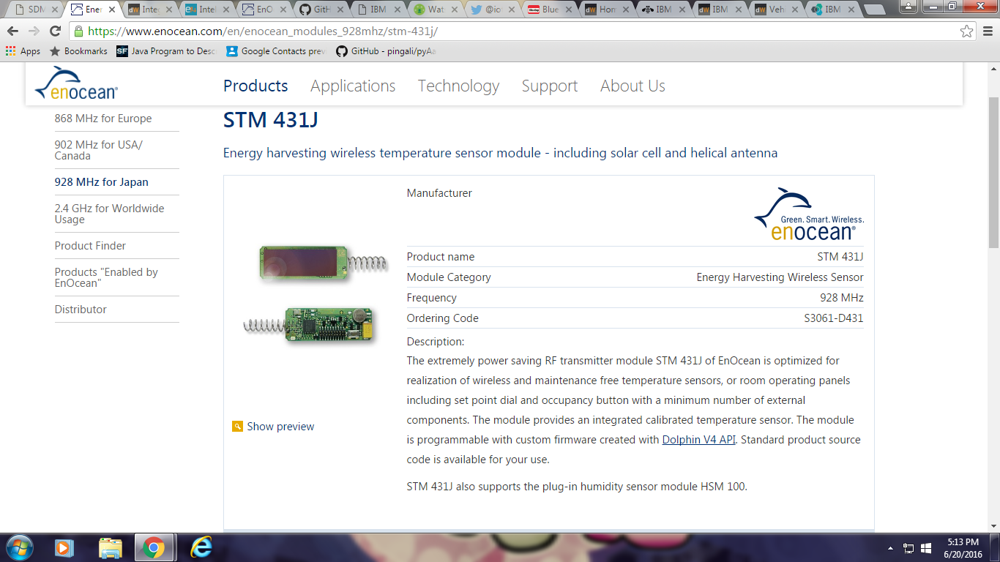 SDM
Ener
Inte
Intel
EnO
GitH
IBM
Wat
@io
Blue
Hom
IBM
IBM
Veh
IBM
https://www.enocean.com/en/enocean_modules_928mhz/stm-431j/
Apps
Bookmarks
Java Program to Desc
Google Contacts prev
GitHub - pingali/pyAa
enocean
Products
Applications
Technology
Support
About Us
868 MHz for Europe
902 MHz for USA/
Canada
928 MHz for Japan
2.4 GHz for Worldwide
Usage
Product Finder
Products "Enabled by
EnOcean"
Distributor
STM 431J
Energy harvesting wireless temperature sensor module - including solar cell and helical antenna
Manufacturer
Green. Smart. Wireless.
enocean®
Product name STM 431J
Module Category Energy Harvesting Wireless Sensor
Frequency 928 MHz
Ordering Code S3061-D431
Description:
The extremely power saving RF transmitter module STM 431J of EnOcean is optimized for
realization of wireless and maintenance free temperature sensors, or room operating panels
including set point dial and occupancy button with a minimum number of external
components. The module provides an integrated calibrated temperature sensor. The module
is programmable with custom firmware created with Dolphin V4 API. Standard product source
code is available for your use.
STM 431J also supports the plug-in humidity sensor module HSM 100.
Show preview
5:13 PM
6/20/2016